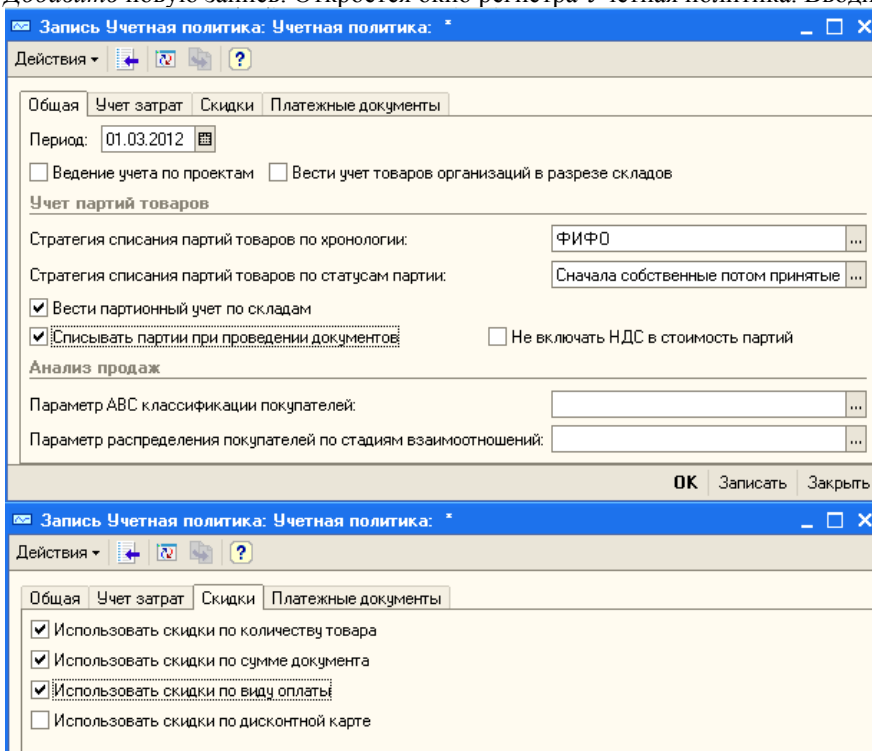 Добавить новую запись. Откроется окно регистра Учетная политика. Вводи
Запись Учетная политика: Учетная политика: *
Действия
Общая Учет затрат Скидки Платежные документы
Период: 01.03.2012
Ведение учета по проектам Вести учет товаров организаций в разрезе складов
Учет партий товаров
Стратегия списания партий товаров по хронологии: ФИФО ...
Стратегия списания партий товаров по статусам партии: Сначала собственные потом принятые ...
Вести партионный учет по складам
Списывать партии при проведении документов Не включать НДС в стоимость партий
Анализ продаж
Параметр ABC классификации покупателей: ...
Параметр распределения покупателей по стадиям взаимоотношений: ...
OK Записать Закрыть
Запись Учетная политика: Учетная политика: *
Действия
Общая Учет затрат Скидки Платежные документы
Использовать скидки по количеству товара
Использовать скидки по сумме документа
Использовать скидки по виду оплаты
Использовать скидки по дисконтной карте